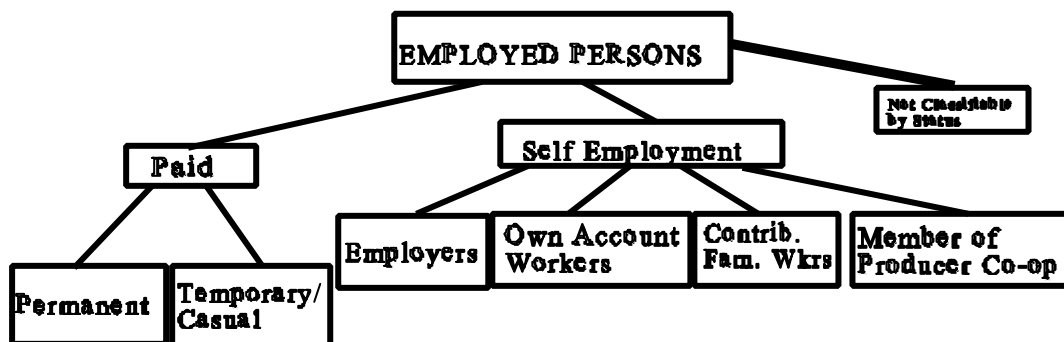 EMPLOYED PERSONS
Not Classifiable
by Status
Paid
Self Employment
Employers
Own Account
Workers
Contrib.
Fam. Wkrs
Member of
Producer Co-op
Permanent
Temporary/
Casual